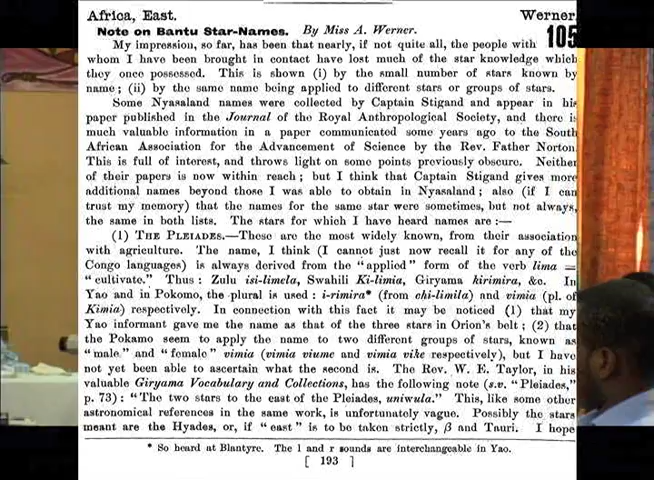 Africa, East. Werner
Note on Bantu Star-Names. By Miss A. Werner. 105
My impression, so far, has been that nearly, if not quite all, the people with
whom I have been brought in contact have lost much of the star knowledge which
they once possessed. This is shown (i) by the small number of stars known by
name; (ii) by the same name being applied to different stars or groups of stars.
Some Nyasaland names were collected by Captain Stigand and appear in his
paper published in the Journal of the Royal Anthropological Society, and there is
much valuable information in a paper communicated some years ago to the South
African Association for the Advancement of Science by the Rev. Father Norton.
This is full of interest, and throws light on some points previously obscure. Neither
of their papers is now within reach; but I think that Captain Stigand gives more
additional names beyond those I was able to obtain in Nyasaland; also (if I can
trust my memory) that the names for the same star were sometimes, but not always,
the same in both lists. The stars for which I have heard names are :—
(1) THE PLEIADES.—These are the most widely known, from their association
with agriculture. The name, I think (I cannot just now recall it for any of the
Congo languages) is always derived from the "applied" form of the verb lima =
"cultivate." Thus : Zulu isi-limela, Swahili Ki-limia, Giryama kirimira, &c. In
Yao and in Pokomo, the plural is used : i-rimira* (from chi-limila) and vimia (pl. of
Kimia) respectively. In connection with this fact it may be noticed (1) that my
Yao informant gave me the name as that of the three stars in Orion's belt; (2) that
the Pokamo seem to apply the name to two different groups of stars, known as
"male" and "female" vimia (vimia viume and vimia vike respectively), but I have
not yet been able to ascertain what the second is. The Rev. W. E. Taylor, in his
valuable Giryama Vocabulary and Collections, has the following note (s.v. "Pleiades,"
p. 73) : "The two stars to the east of the Pleiades, uniwula." This, like some other
astronomical references in the same work, is unfortunately vague. Possibly the stars
meant are the Hyades, or, if "east" is to be taken strictly, β and Tauri. I hope
* So heard at Blantyre. The l and r sounds are interchangeable in Yao.
[ 193 ]